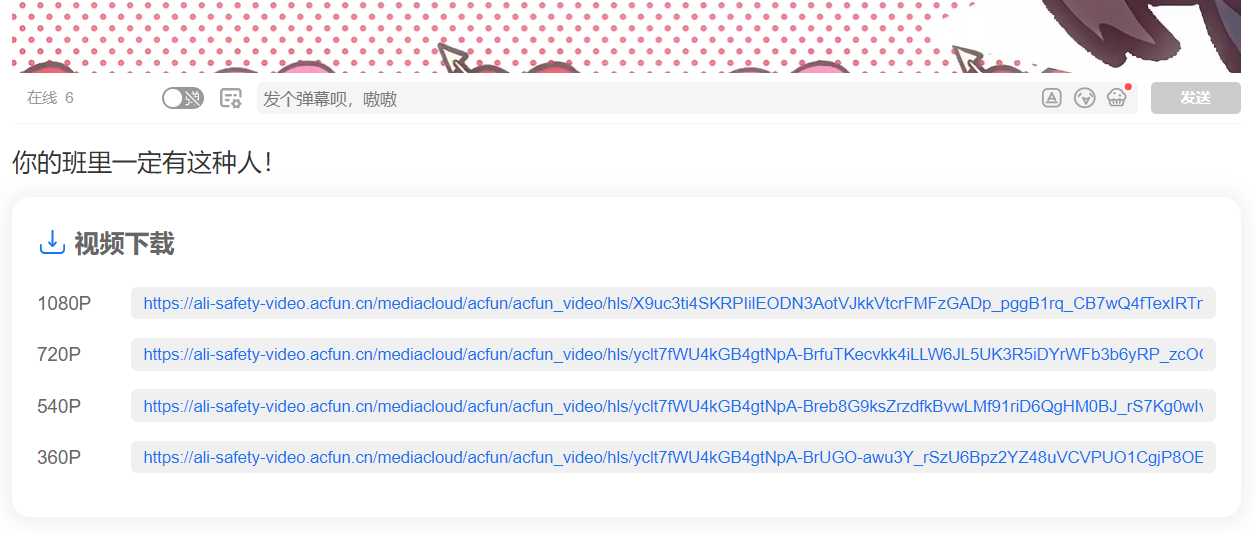 在线 6
弹
发个弹幕呗，嗷嗷
发送
你的班里一定有这种人！
视频下载
1080P https://ali-safety-video.acfun.cn/mediacloud/acfun/acfun_video/hls/X9uc3ti4SKRPIilEODN3AotVJkkVtcrFMFzGADp_pggB1rq_CB7wQ4fTexIRTr
720P https://ali-safety-video.acfun.cn/mediacloud/acfun/acfun_video/hls/yclt7fWU4kGB4gtNpA-BrfuTKecvkk4iLLW6JL5UK3R5iDYrWFb3b6yRP_zcO
540P https://ali-safety-video.acfun.cn/mediacloud/acfun/acfun_video/hls/yclt7fWU4kGB4gtNpA-Breb8G9ksZrzdfkBvwLMf91riD6QgHM0BJ_rS7Kg0wIv
360P https://ali-safety-video.acfun.cn/mediacloud/acfun/acfun_video/hls/yclt7fWU4kGB4gtNpA-BrUGO-awu3Y_rSzU6Bpz2YZ48uVCVPUO1CgjP8OE